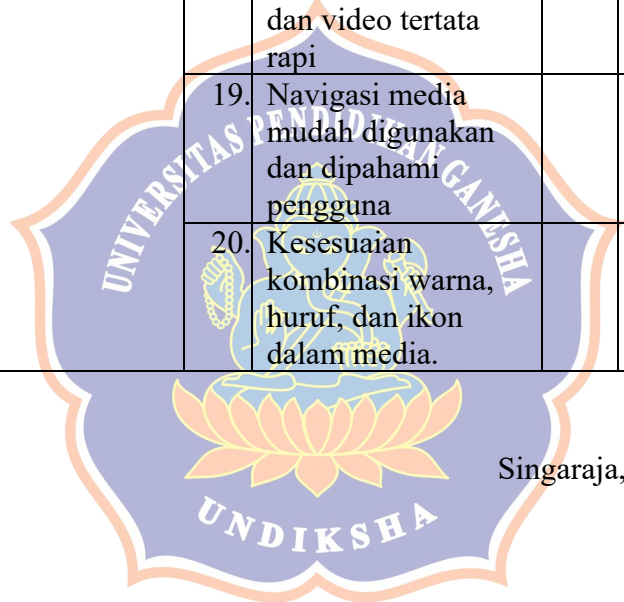 dan video tertata
rapi
19. Navigasi media
mudah digunakan
dan dipahami
pengguna
20. Kesesuaian
kombinasi warna,
huruf, dan ikon
dalam media.
Singaraja,
UNIVERSITAS PENDIDIKAN GANESHA
UNDIKSHA